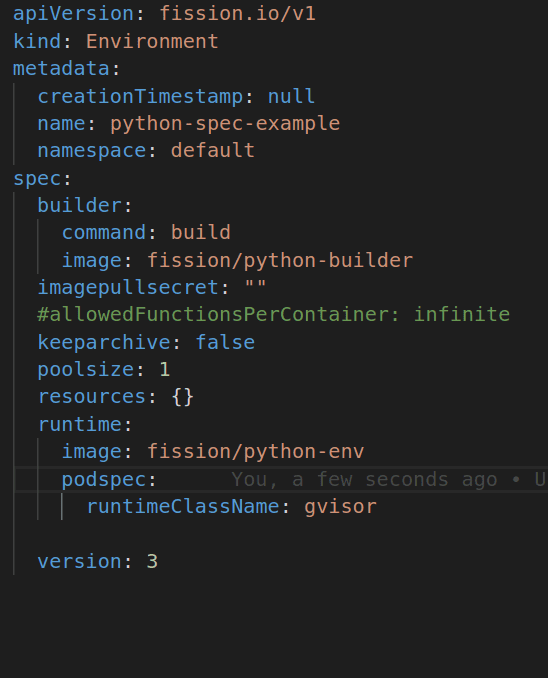 apiVersion: fission.io/v1
kind: Environment
metadata:
  creationTimestamp: null
  name: python-spec-example
  namespace: default
spec:
  builder:
    command: build
    image: fission/python-builder
  imagepullsecret: ""
  #allowedFunctionsPerContainer: infinite
  keeparchive: false
  poolsize: 1
  resources: {}
  runtime:
    image: fission/python-env
    podspec:      You, a few seconds ago • U
      runtimeClassName: gvisor
  version: 3